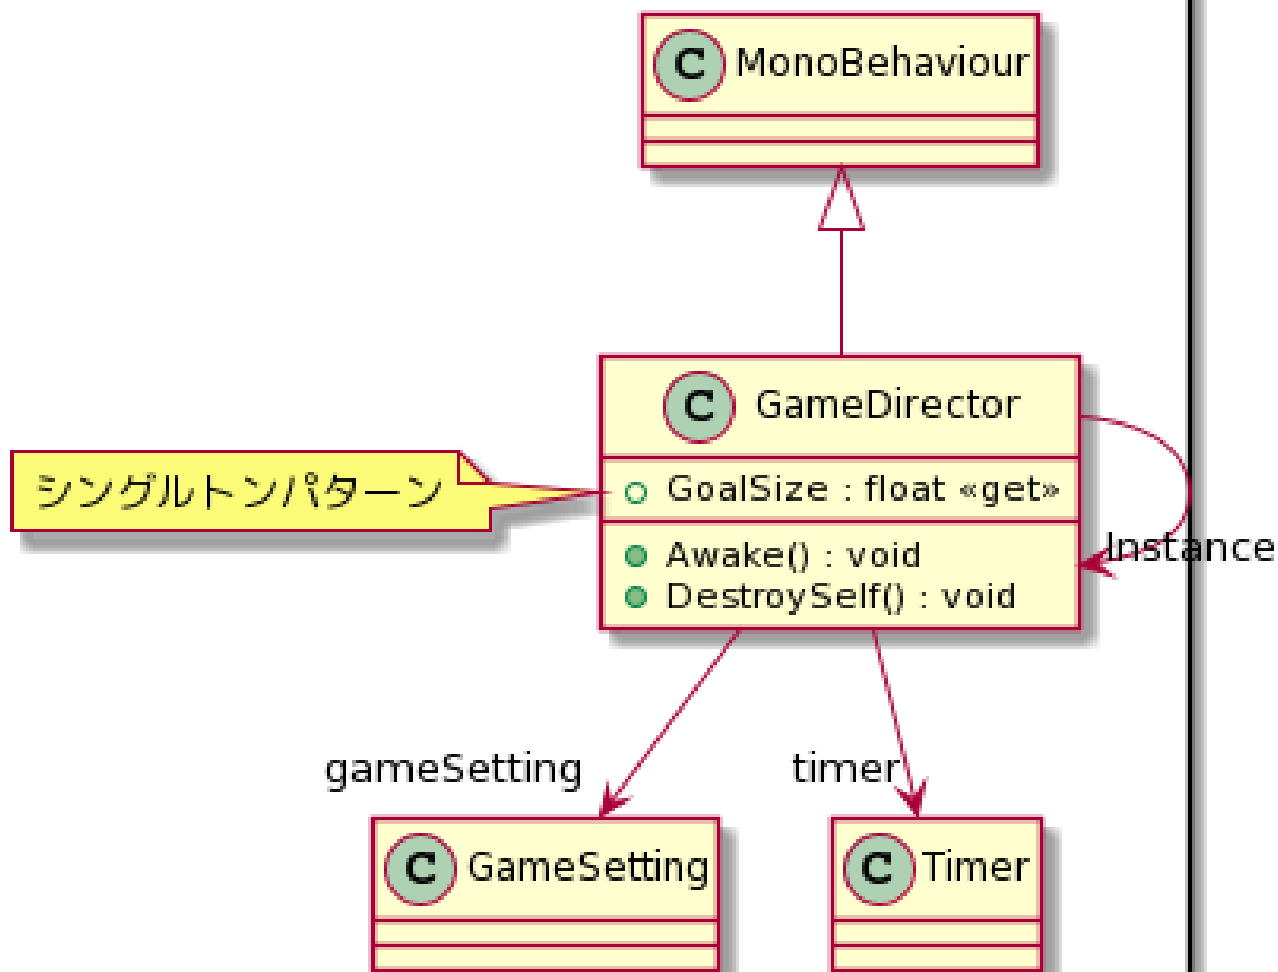 C MonoBehaviour
C GameDirector
シングルトンパターン
GoalSize : float «get»
Awake() : void
Instance
DestroySelf() : void
gameSetting
timer
C GameSetting
C Timer